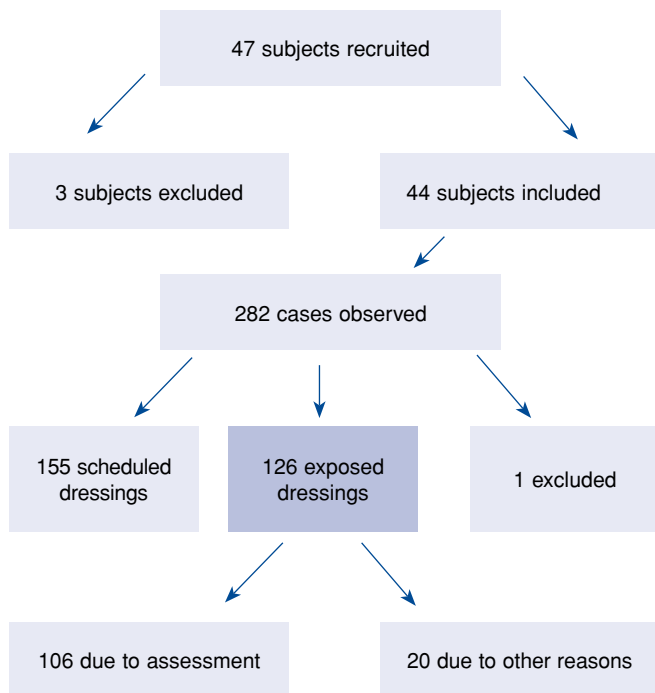 47 subjects recruited
3 subjects excluded
44 subjects included
282 cases observed
155 scheduled
dressings
126 exposed
dressings
1 excluded
106 due to assessment
20 due to other reasons